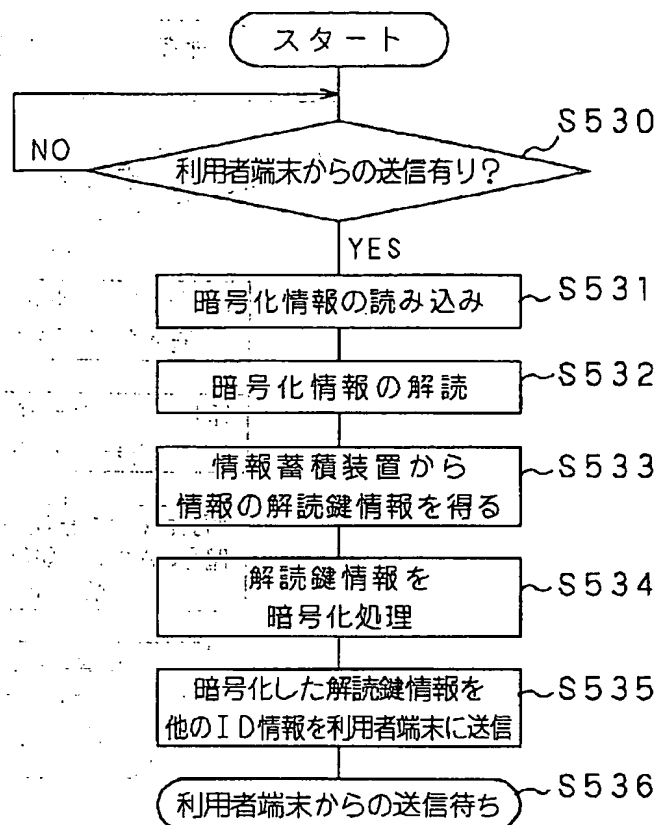 スタート
S530
NO
利用者端末からの送信有り?
YES
暗号化情報の読み込み
S531
暗号化情報の解読
S532
情報蓄積装置から
情報の解読鍵情報を得る
S533
解読鍵情報を
暗号化処理
S534
暗号化した解読鍵情報を
他のID情報を利用者端末に送信
S535
利用者端末からの送信待ち
S536